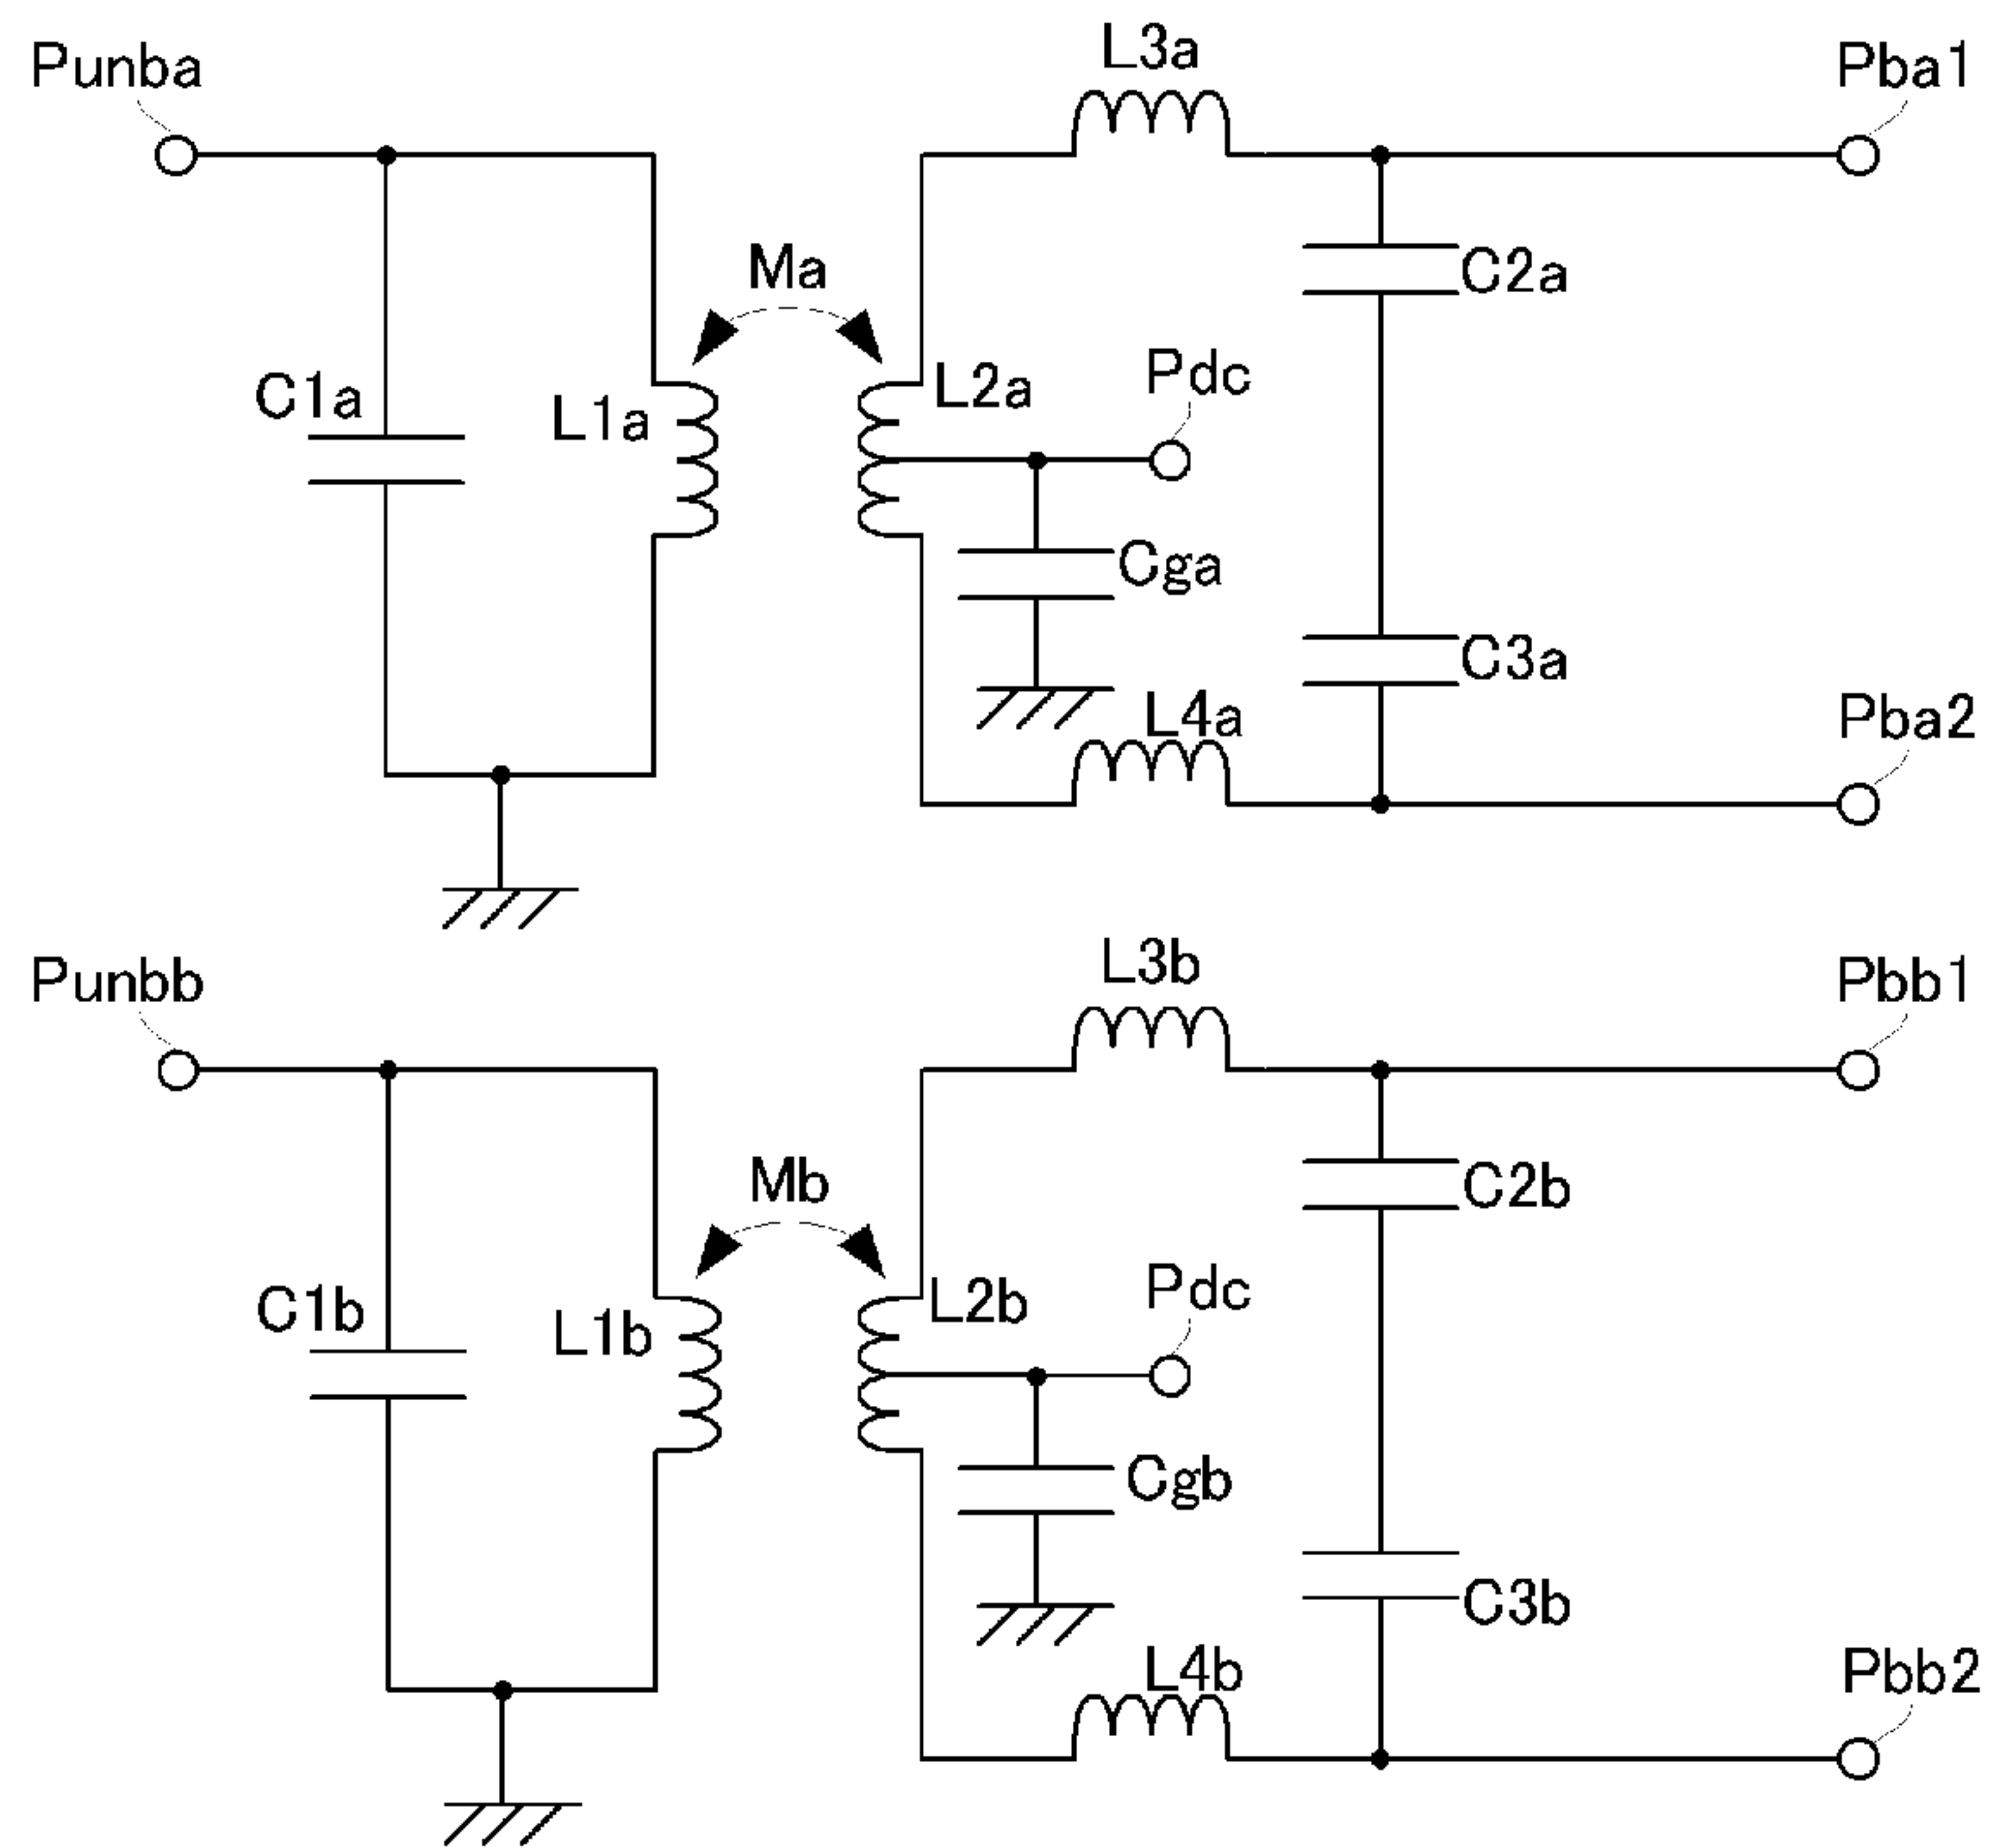 L3a
Punba
Pba1
Ma
C2a
Pdc
C1a
L1a
L2a
Cga
C3a
L4a
Pba2
L3b
Punbb
Pbb1
Mb
C2b
Pdc
C1b
L1b
L2b
Cgb
C3b
L4b
Pbb2